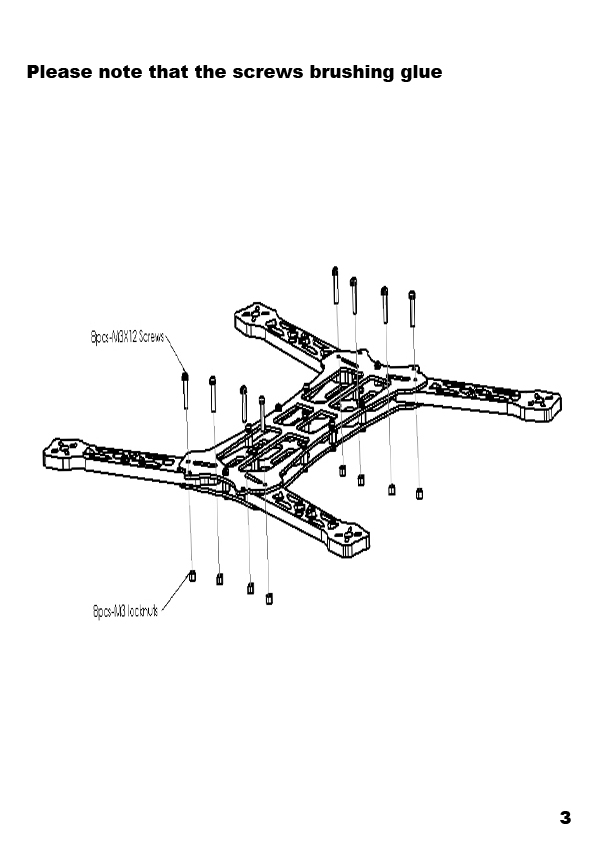 Please note that the screws brushing glue
8pcs-M3X12 Screws
8pcs-M3 locknuts
3